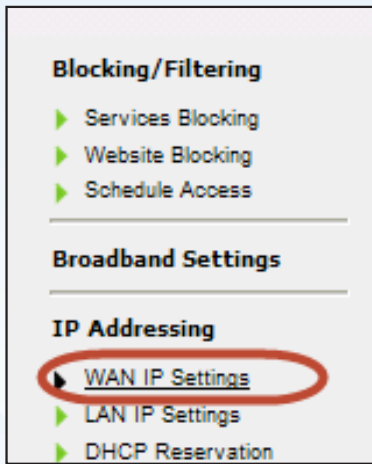 Blocking/Filtering
Services Blocking
Website Blocking
Schedule Access
Broadband Settings
IP Addressing
WAN IP Settings
LAN IP Settings
DHCP Reservation